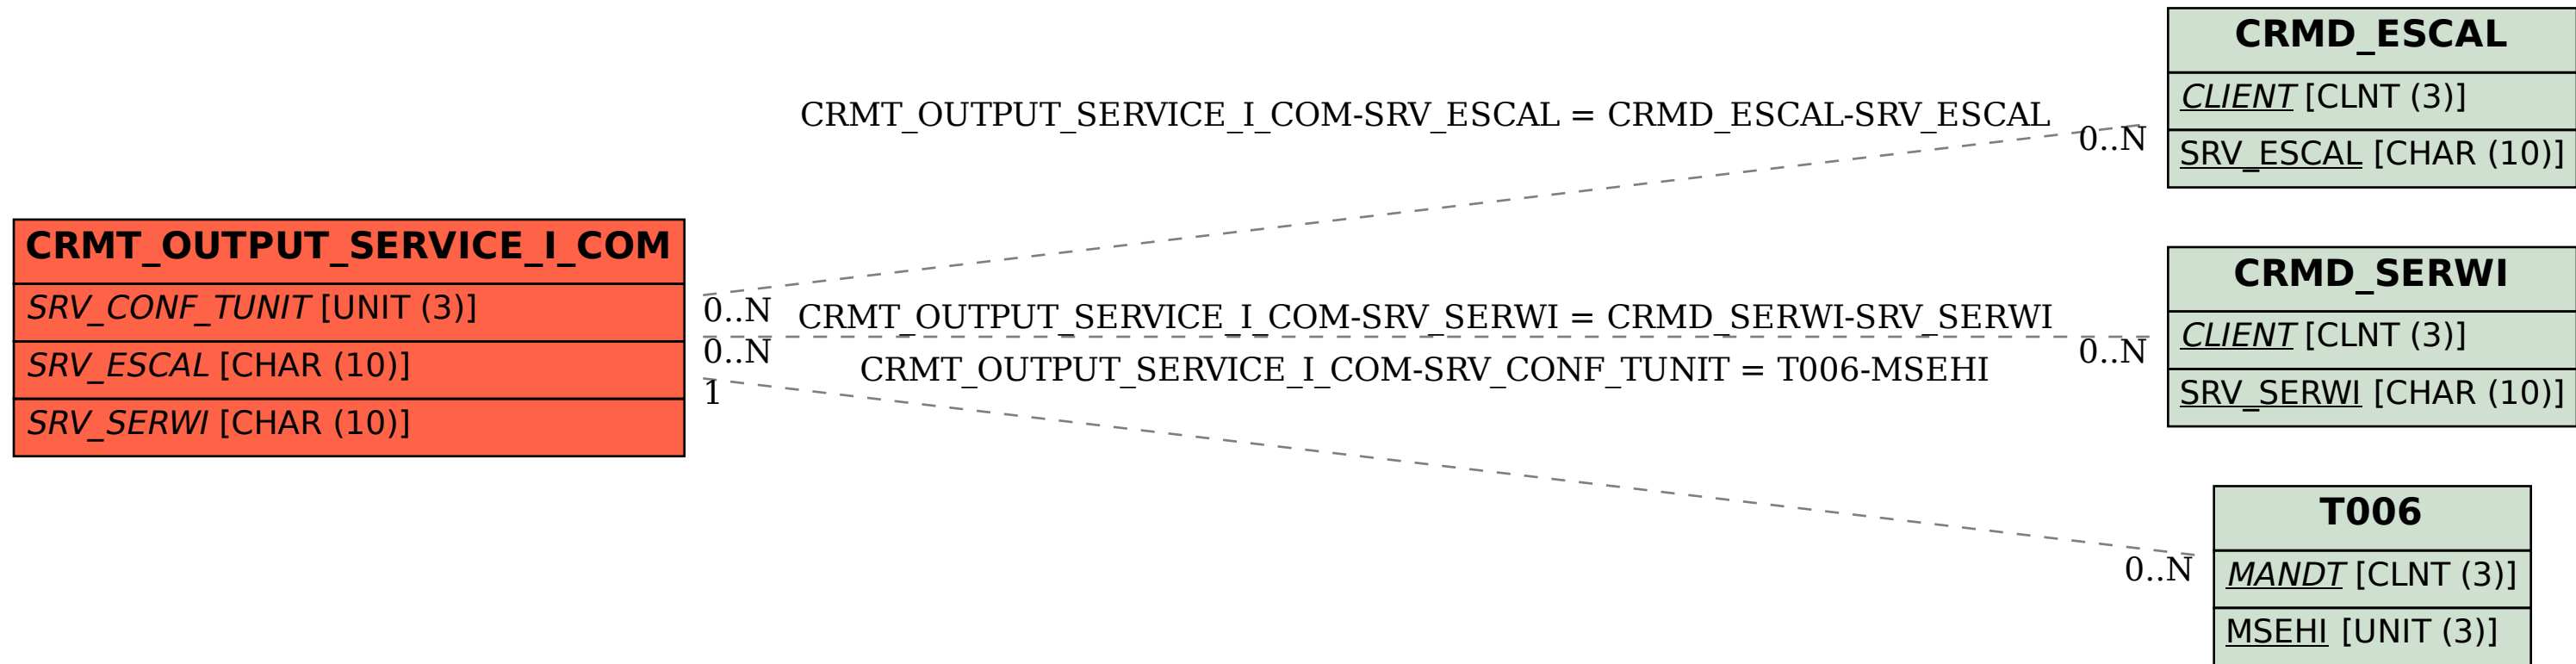 CRMT_OUTPUT_SERVICE_I_COM
SRV_CONF_TUNIT [UNIT (3)]
SRV_ESCAL [CHAR (10)]
SRV_SERWI [CHAR (10)]
CRMT_OUTPUT_SERVICE_I_COM-SRV_ESCAL = CRMD_ESCAL-SRV_ESCAL
0..N
0..N
CRMT_OUTPUT_SERVICE_I_COM-SRV_SERWI = CRMD_SERWI-SRV_SERWI
0..N
0..N
CRMT_OUTPUT_SERVICE_I_COM-SRV_CONF_TUNIT = T006-MSEHI
1
0..N
CRMD_ESCAL
CLIENT [CLNT (3)]
SRV_ESCAL [CHAR (10)]
CRMD_SERWI
CLIENT [CLNT (3)]
SRV_SERWI [CHAR (10)]
T006
MANDT [CLNT (3)]
MSEHI [UNIT (3)]